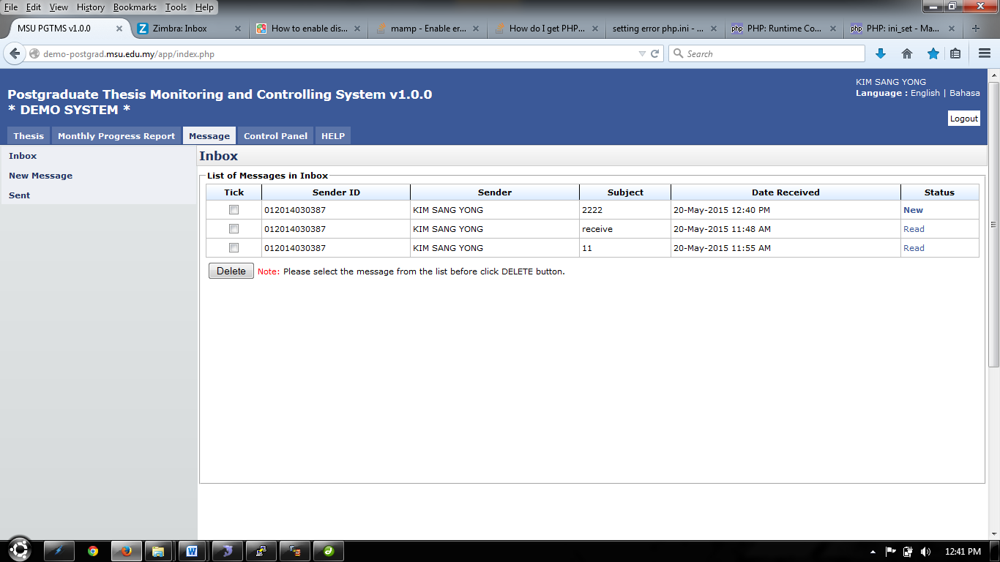 File Edit View History Bookmarks Tools Help
MSU PGTMS v1.0.0 Zimbra: Inbox How to enable dis... mamp - Enable er... How do I get PHP... setting error php.ini - ... PHP: Runtime Co... PHP: ini_set - Ma...
demo-postgrad.msu.edu.my/app/index.php Search
KIM SANG YONG
Language : English | Bahasa
Postgraduate Thesis Monitoring and Controlling System v1.0.0
* DEMO SYSTEM *
Logout
Thesis Monthly Progress Report Message Control Panel HELP
Inbox
New Message
Sent
Inbox
List of Messages in Inbox
Tick Sender ID Sender Subject Date Received Status
012014030387 KIM SANG YONG 2222 20-May-2015 12:40 PM New
012014030387 KIM SANG YONG receive 20-May-2015 11:48 AM Read
012014030387 KIM SANG YONG 11 20-May-2015 11:55 AM Read
Delete Note: Please select the message from the list before click DELETE button.
12:41 PM